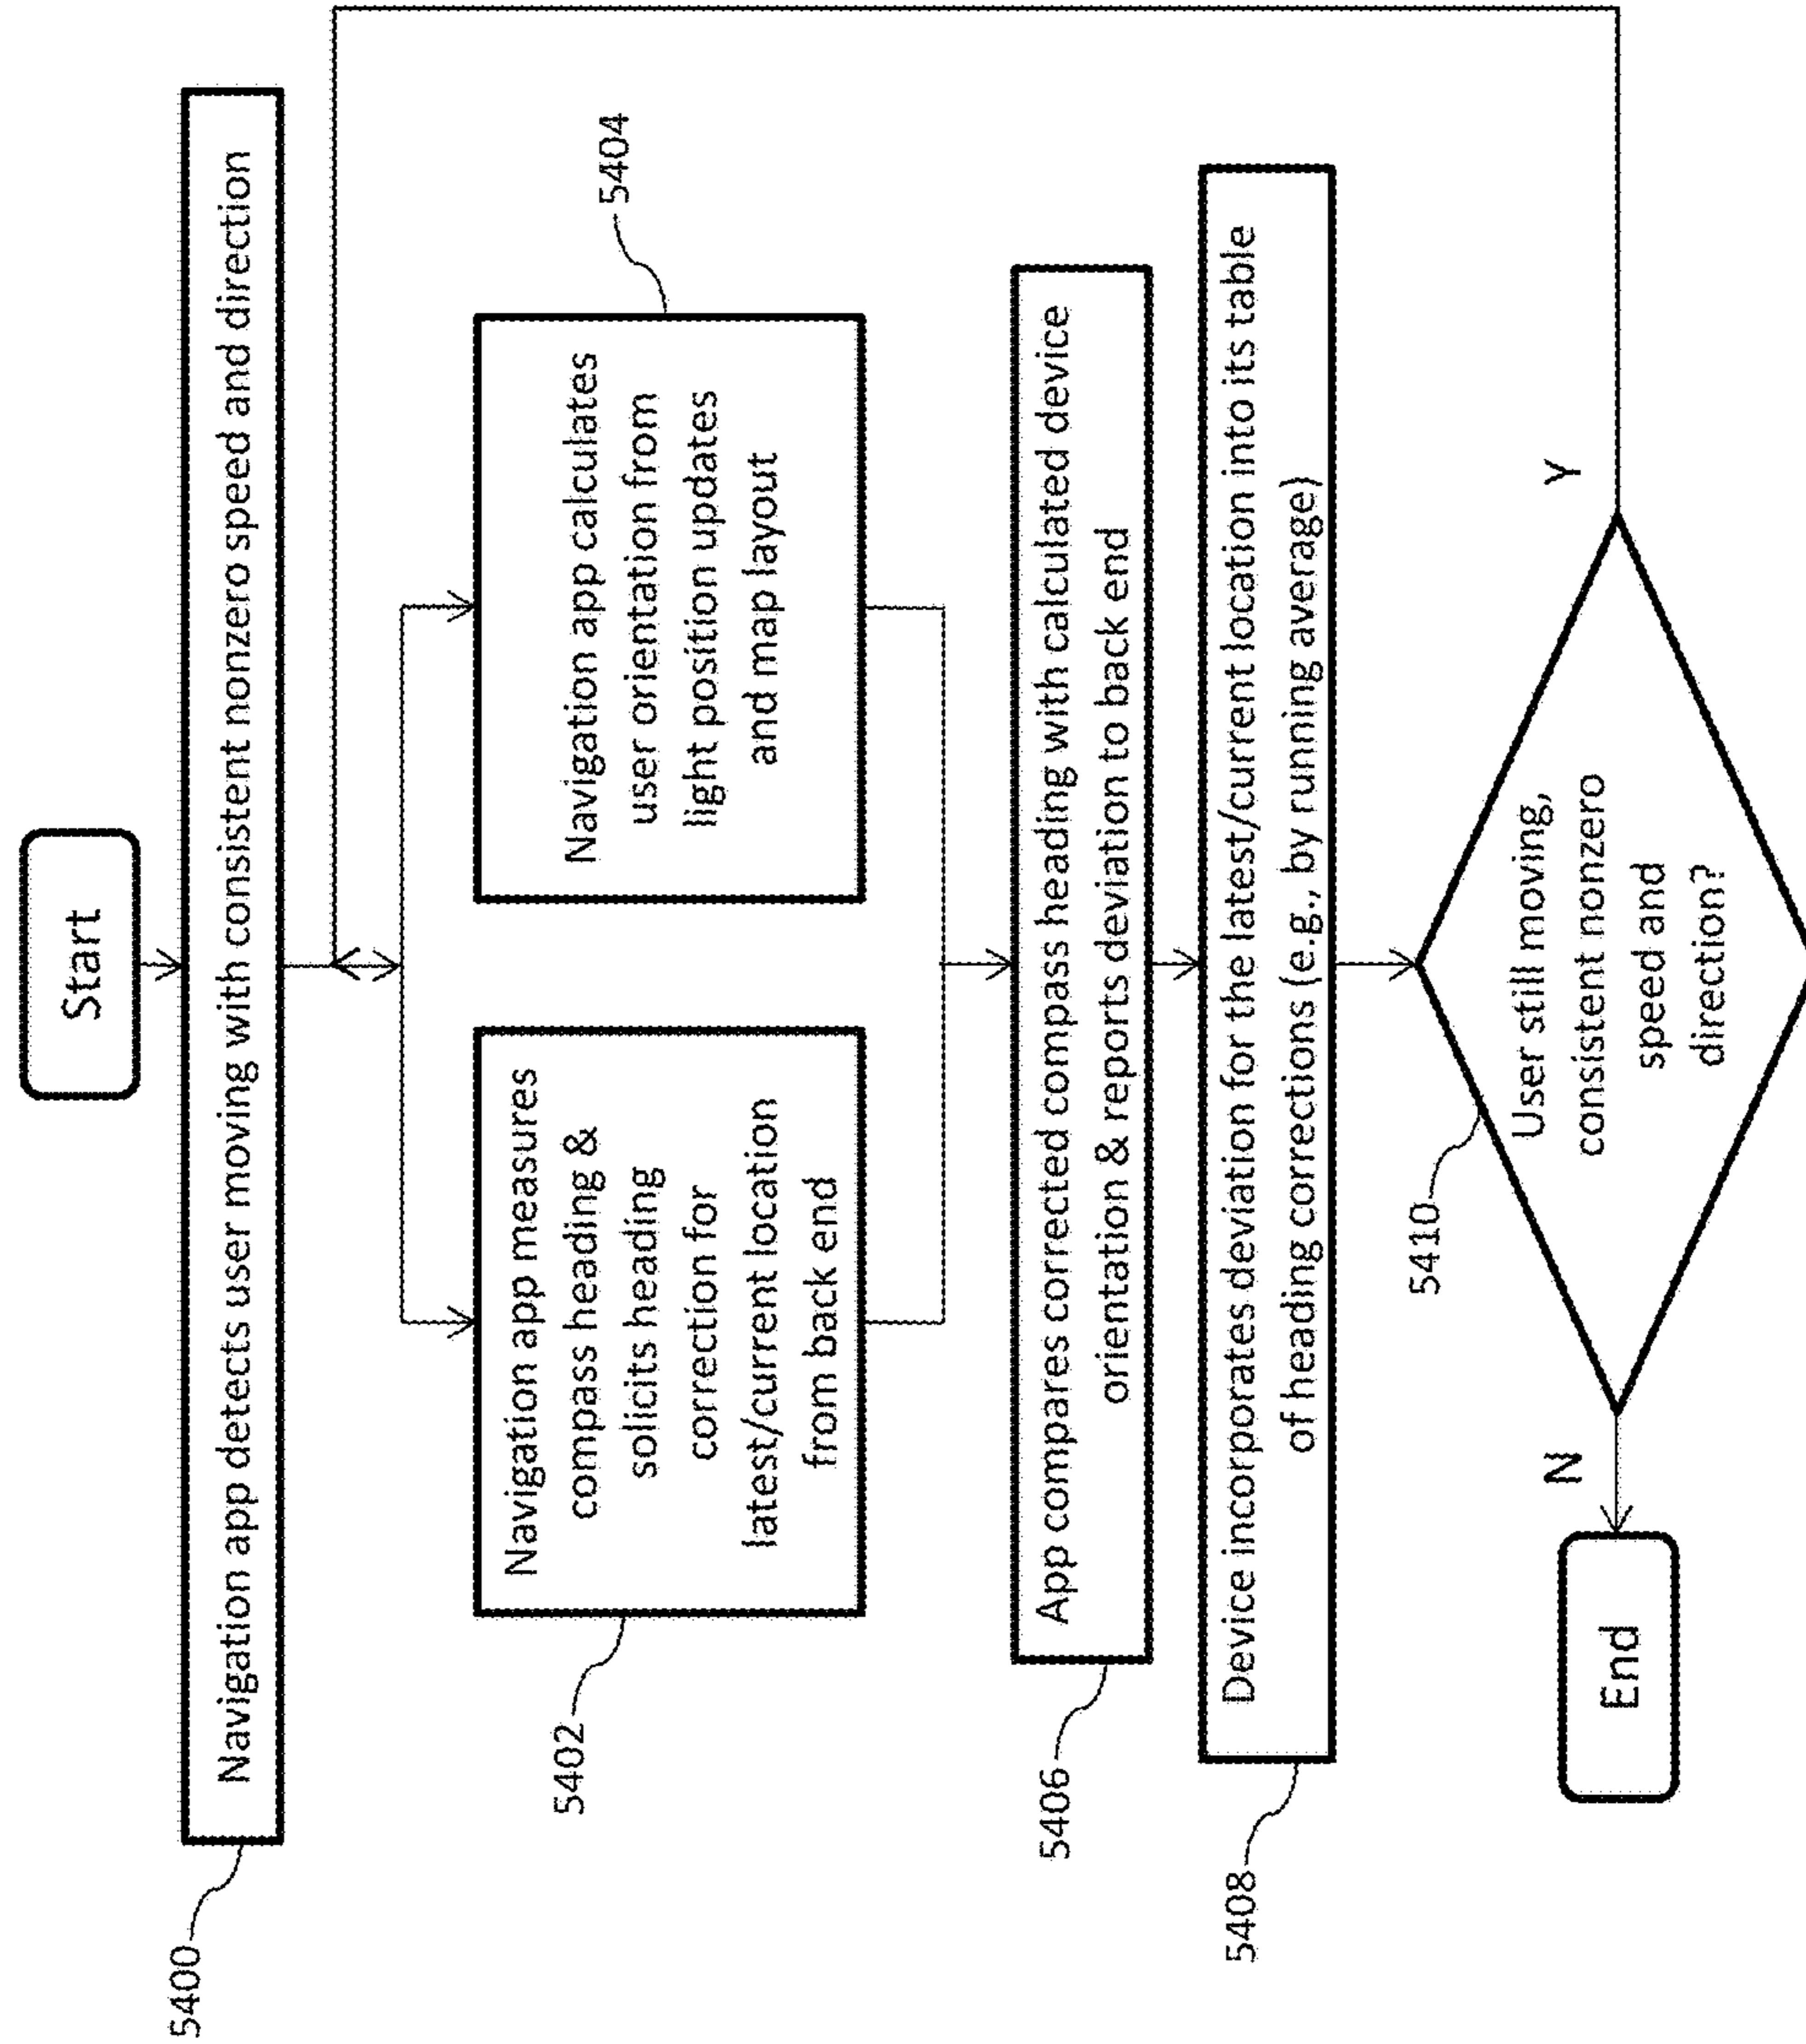 Start
5400
Navigation app detects user moving with consistent nonzero speed and direction
5402
Navigation app measures
compass heading &
solicits heading
correction for
latest/current location
from back end
5404
Navigation app calculates
user orientation from
light position updates
and map layout
5406
App compares corrected compass heading with calculated device
orientation & reports deviation to back end
5408
Device incorporates deviation for the latest/current location into its table
of heading corrections (e.g., by running average)
5410
User still moving,
consistent nonzero
speed and
direction?
N
Y
End